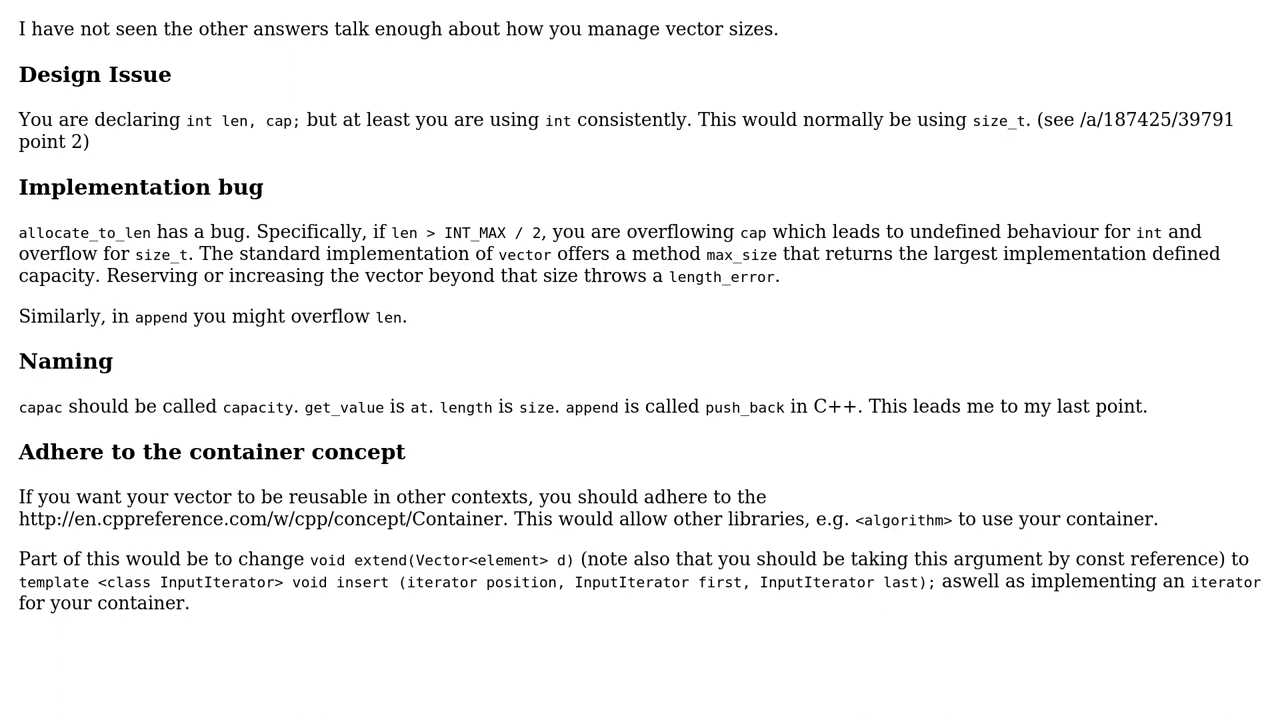 I have not seen the other answers talk enough about how you manage vector sizes.
Design Issue
You are declaring int len, cap; but at least you are using int consistently. This would normally be using size_t. (see /a/187425/39791
point 2)
Implementation bug
allocate_to_len has a bug. Specifically, if len > INT_MAX / 2, you are overflowing cap which leads to undefined behaviour for int and
overflow for size_t. The standard implementation of vector offers a method max_size that returns the largest implementation defined
capacity. Reserving or increasing the vector beyond that size throws a length_error.
Similarly, in append you might overflow len.
Naming
capac should be called capacity. get_value is at. length is size. append is called push_back in C++. This leads me to my last point.
Adhere to the container concept
If you want your vector to be reusable in other contexts, you should adhere to the
http://en.cppreference.com/w/cpp/concept/Container. This would allow other libraries, e.g. <algorithm> to use your container.
Part of this would be to change void extend(Vector<element> d) (note also that you should be taking this argument by const reference) to
template <class InputIterator> void insert (iterator position, InputIterator first, InputIterator last); aswell as implementing an iterator
for your container.